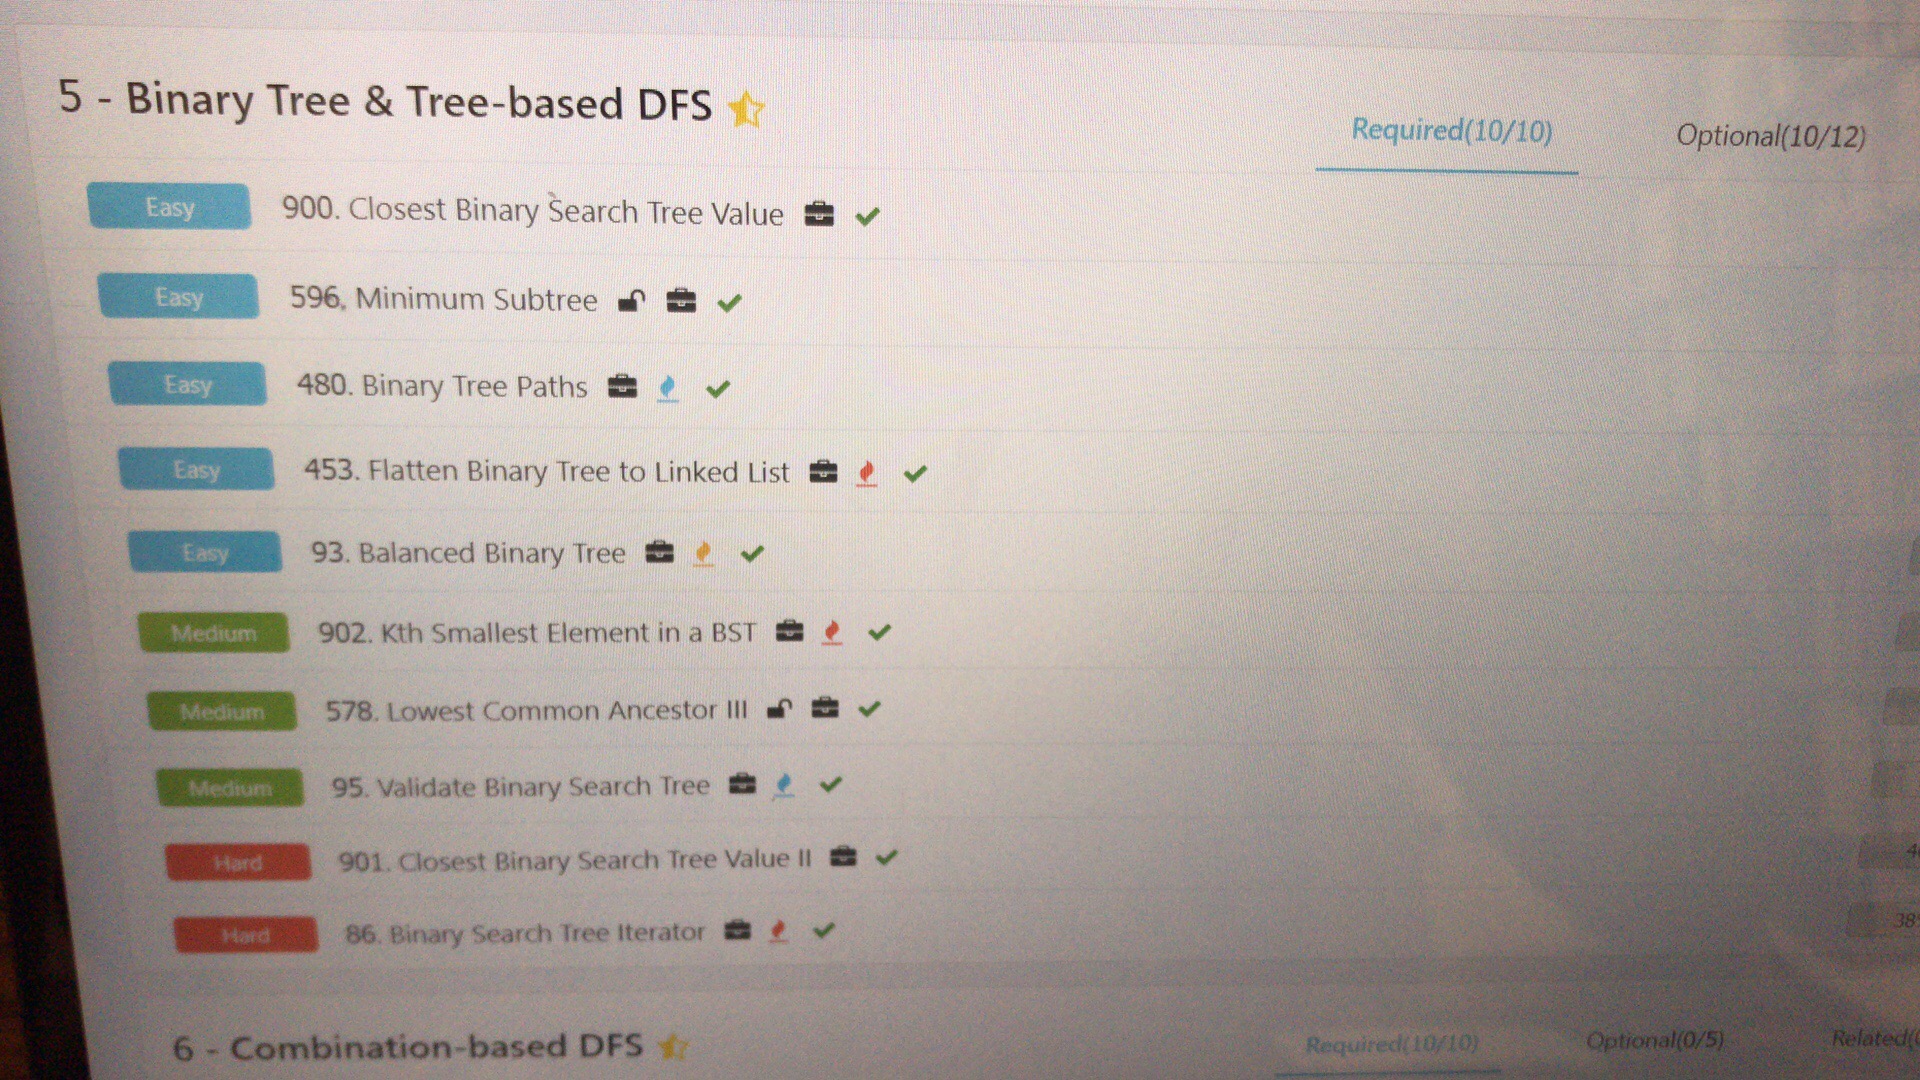 5 - Binary Tree & Tree-based DFS
Required(10/10) Optional(10/12)
Easy 900. Closest Binary Search Tree Value
Easy 596. Minimum Subtree
Easy 480. Binary Tree Paths
Easy 453. Flatten Binary Tree to Linked List
Easy 93. Balanced Binary Tree
Medium 902. Kth Smallest Element in a BST
Medium 578. Lowest Common Ancestor III
Medium 95. Validate Binary Search Tree
Hard 901. Closest Binary Search Tree Value II
Hard 86. Binary Search Tree Iterator
6 - Combination-based DFS
Required(10/10) Optional(0/5) Related(